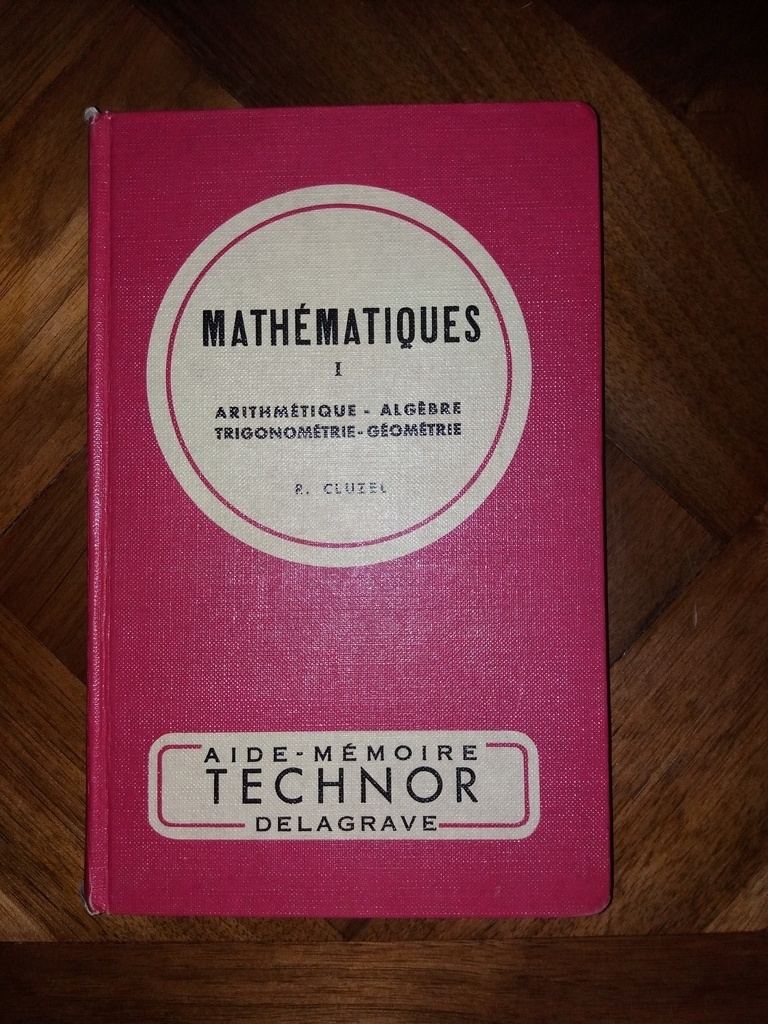 MATHÉMATIQUES
I
ARITHMÉTIQUE - ALGÈBRE
TRIGONOMÉTRIE - GÉOMÉTRIE
R. CLUZEL
AIDE-MÉMOIRE
TECHNOR
DELAGRAVE